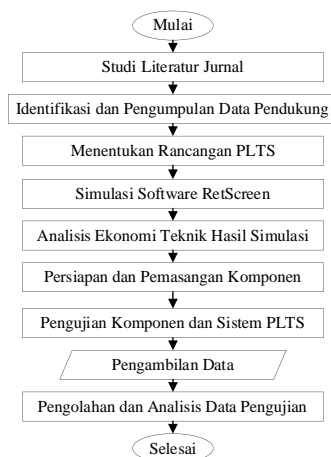 Mulai
Studi Literatur Jurnal
Identifikasi dan Pengumpulan Data Pendukung
Menentukan Rancangan PLTS
Simulasi Software RetScreen
Analisis Ekonomi Teknik Hasil Simulasi
Persiapan dan Pemasangan Komponen
Pengujian Komponen dan Sistem PLTS
Pengambilan Data
Pengolahan dan Analisis Data Pengujian
Selesai